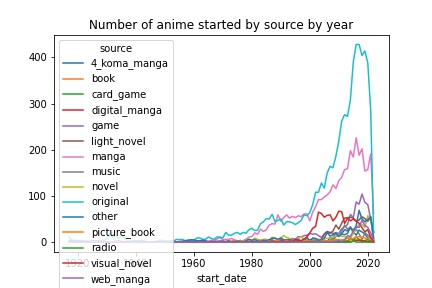 Number of anime started by source by year
source
4_koma_manga
book
card_game
digital_manga
game
light_novel
manga
music
novel
original
other
picture_book
radio
visual_novel
web_manga
400
300
200
100
0
1920 1960 1980 2000 2020
start_date